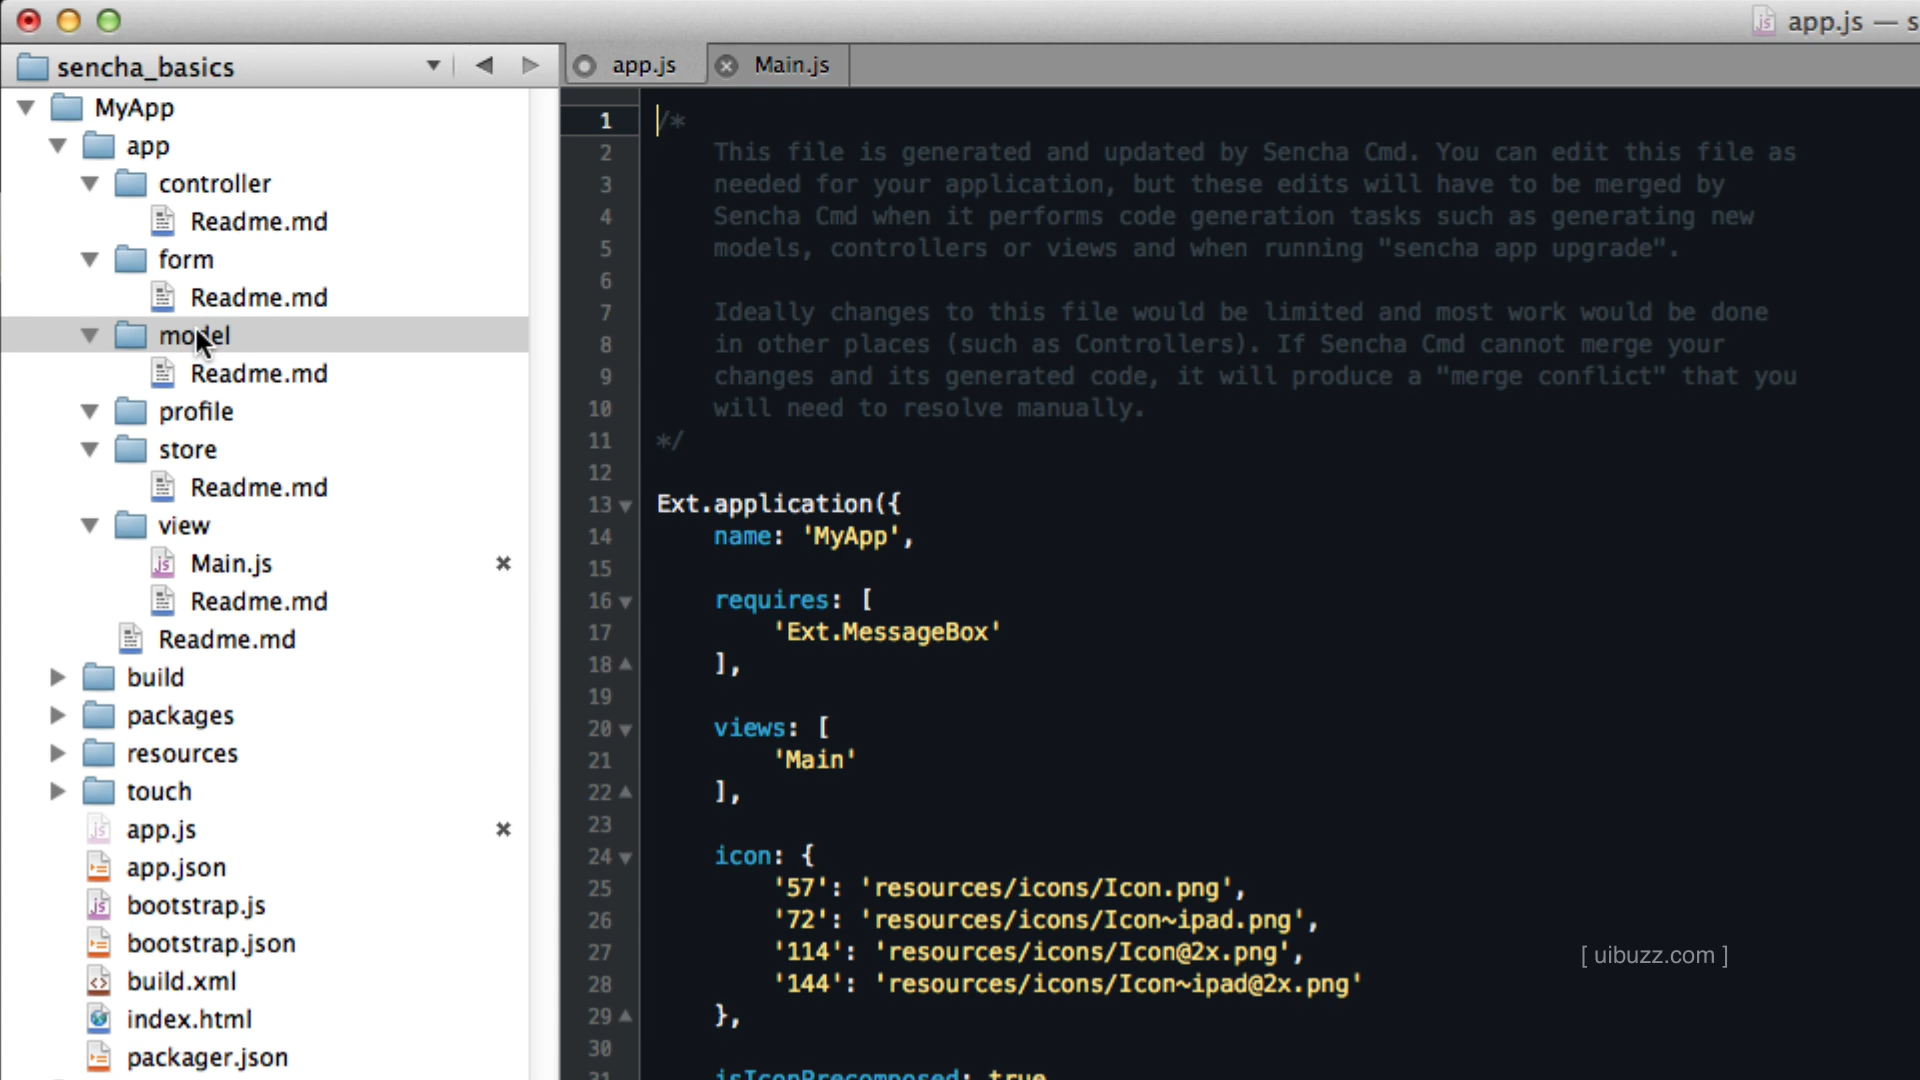 app.js — s
sencha_basics
app.js
Main.js
MyApp
app
controller
Readme.md
form
Readme.md
model
Readme.md
profile
store
Readme.md
view
Main.js
Readme.md
Readme.md
build
packages
resources
touch
app.js
app.json
bootstrap.js
bootstrap.json
build.xml
index.html
packager.json
1 /*
2 This file is generated and updated by Sencha Cmd. You can edit this file as
3 needed for your application, but these edits will have to be merged by
4 Sencha Cmd when it performs code generation tasks such as generating new
5 models, controllers or views and when running "sencha app upgrade".
6
7 Ideally changes to this file would be limited and most work would be done
8 in other places (such as Controllers). If Sencha Cmd cannot merge your
9 changes and its generated code, it will produce a "merge conflict" that you
10 will need to resolve manually.
11 */
12
13 Ext.application({
14 name: 'MyApp',
15
16 requires: [
17 'Ext.MessageBox'
18 ],
19
20 views: [
21 'Main'
22 ],
23
24 icon: {
25 '57': 'resources/icons/Icon.png',
26 '72': 'resources/icons/Icon~ipad.png',
27 '114': 'resources/icons/Icon@2x.png',
28 '144': 'resources/icons/Icon~ipad@2x.png'
29 },
30
31 isIconPrecomposed: true
[ uibuzz.com ]